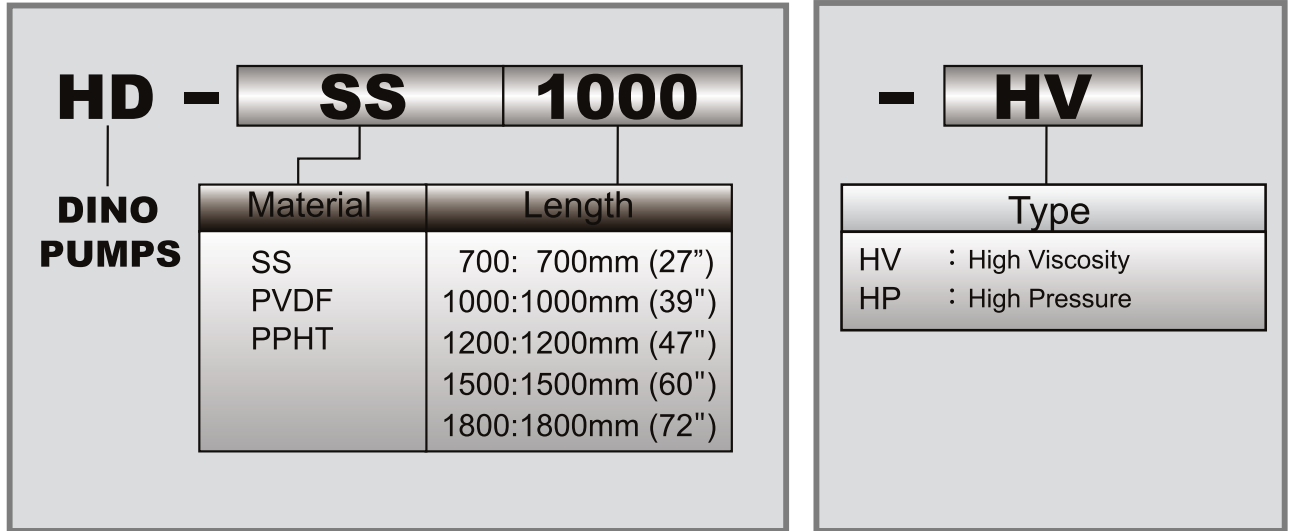 HD - SS 1000
DINO
PUMPS
Material Length
SS 700: 700mm (27”)
PVDF 1000:1000mm (39")
PPHT 1200:1200mm (47")
1500:1500mm (60")
1800:1800mm (72")
- HV
Type
HV : High Viscosity
HP : High Pressure